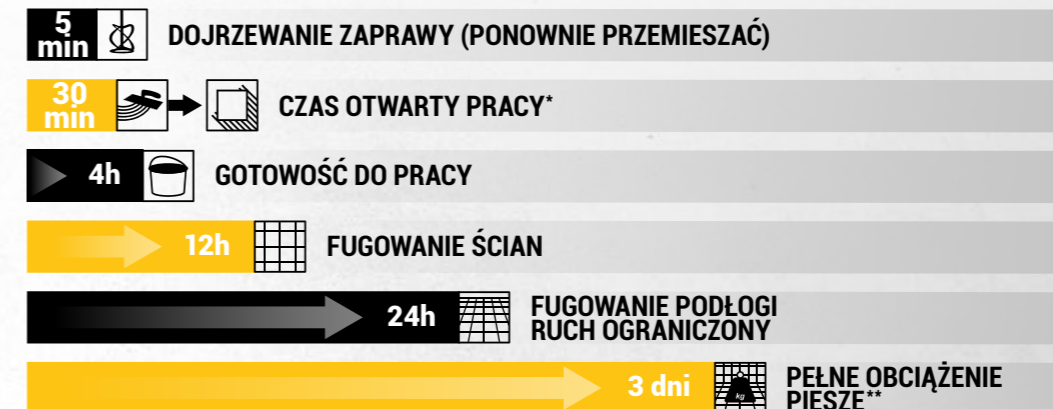 5
min
DOJRZEWANIE ZAPRAWY (PONOWNIE PRZEMIESZAĆ)
30
min
CZAS OTWARTY PRACY*
4h
GOTOWOŚĆ DO PRACY
12h
FUGOWANIE ŚCIAN
24h
FUGOWANIE PODŁOGI
RUCH OGRANICZONY
3 dni
kg
PEŁNE OBCIĄŻENIE
PIESZE**